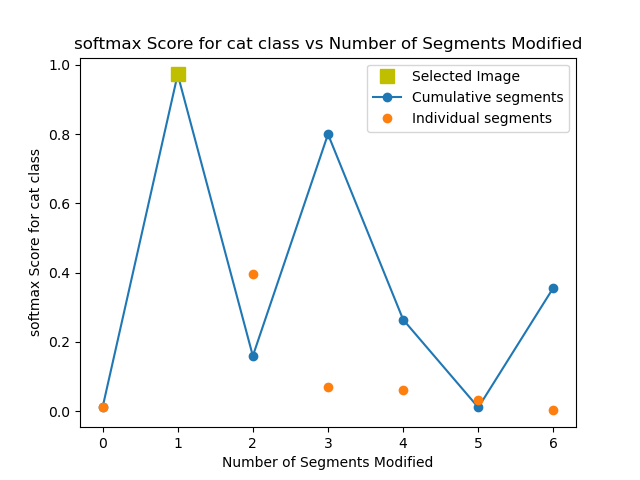 softmax Score for cat class vs Number of Segments Modified
Selected Image
Cumulative segments
Individual segments
softmax Score for cat class
1.0
0.8
0.6
0.4
0.2
0.0
0 1 2 3 4 5 6
Number of Segments Modified